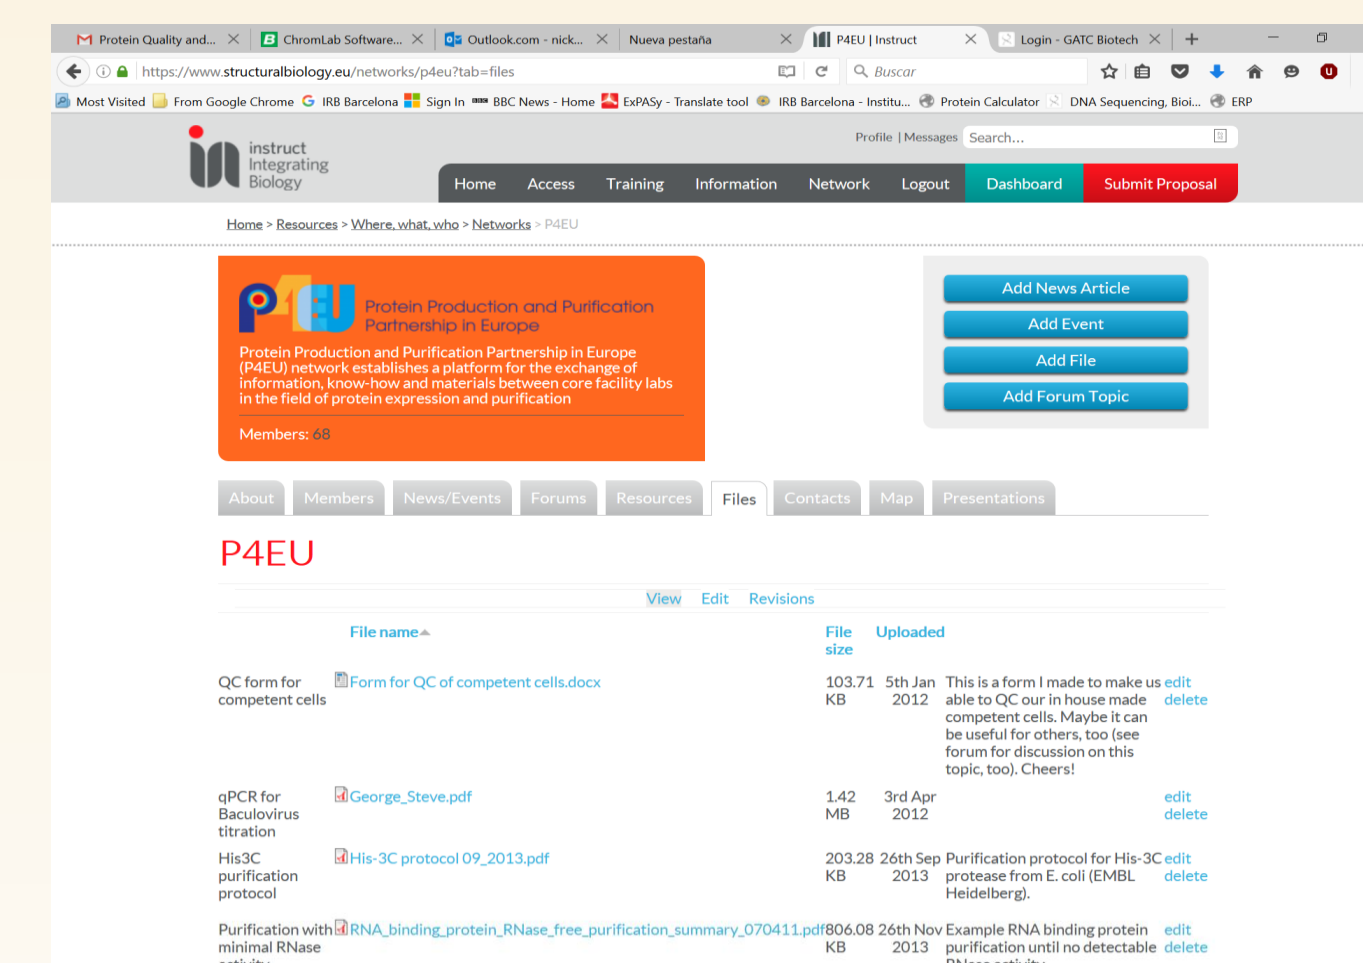 Protein Quality and...
ChromLab Software...
Outlook.com - nick...
Nueva pestaña
P4EU | Instruct
Login - GATC Biotech
https://www.structuralbiology.eu/networks/p4eu?tab=files
Buscar
Most Visited
From Google Chrome
IRB Barcelona
Sign In
BBC News - Home
ExPASy - Translate tool
IRB Barcelona - Institu...
Protein Calculator
DNA Sequencing, Bioi...
ERP
instruct
Integrating
Biology
Profile | Messages
Search...
Home
Access
Training
Information
Network
Logout
Dashboard
Submit Proposal
Home > Resources > Where, what, who > Networks > P4EU
P4EU
Protein Production and Purification
Partnership in Europe
Protein Production and Purification Partnership in Europe
(P4EU) network establishes a platform for the exchange of
information, know-how and materials between core facility labs
in the field of protein expression and purification
Members: 68
Add News Article
Add Event
Add File
Add Forum Topic
About
Members
News/Events
Forums
Resources
Files
Contacts
Map
Presentations
P4EU
View
Edit
Revisions
File name
File
size
Uploaded
QC form for
competent cells
Form for QC of competent cells.docx
103.71
KB
5th Jan
2012
This is a form I made to make us
able to QC our in house made
competent cells. Maybe it can
be useful for others, too (see
forum for discussion on this
topic, too). Cheers!
edit
delete
qPCR for
Baculovirus
titration
George_Steve.pdf
1.42
MB
3rd Apr
2012
edit
delete
His3C
purification
protocol
His-3C protocol 09_2013.pdf
203.28
KB
26th Sep
2013
Purification protocol for His-3C
protease from E. coli (EMBL
Heidelberg).
edit
delete
Purification with
minimal RNase
RNA_binding_protein_RNase_free_purification_summary_070411.pdf
806.08
KB
26th Nov
2013
Example RNA binding protein
purification until no detectable
edit
delete